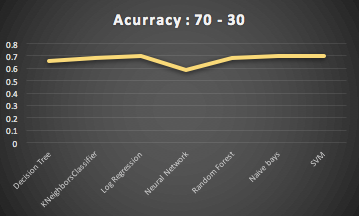 Acurracy : 70 - 30
0.8
0.7
0.6
0.5
0.4
0.3
0.2
0.1
0
Decision Tree
KNeighborsClassifier
Log Regression
Neural Network
Random Forest
Naive bays
SVM